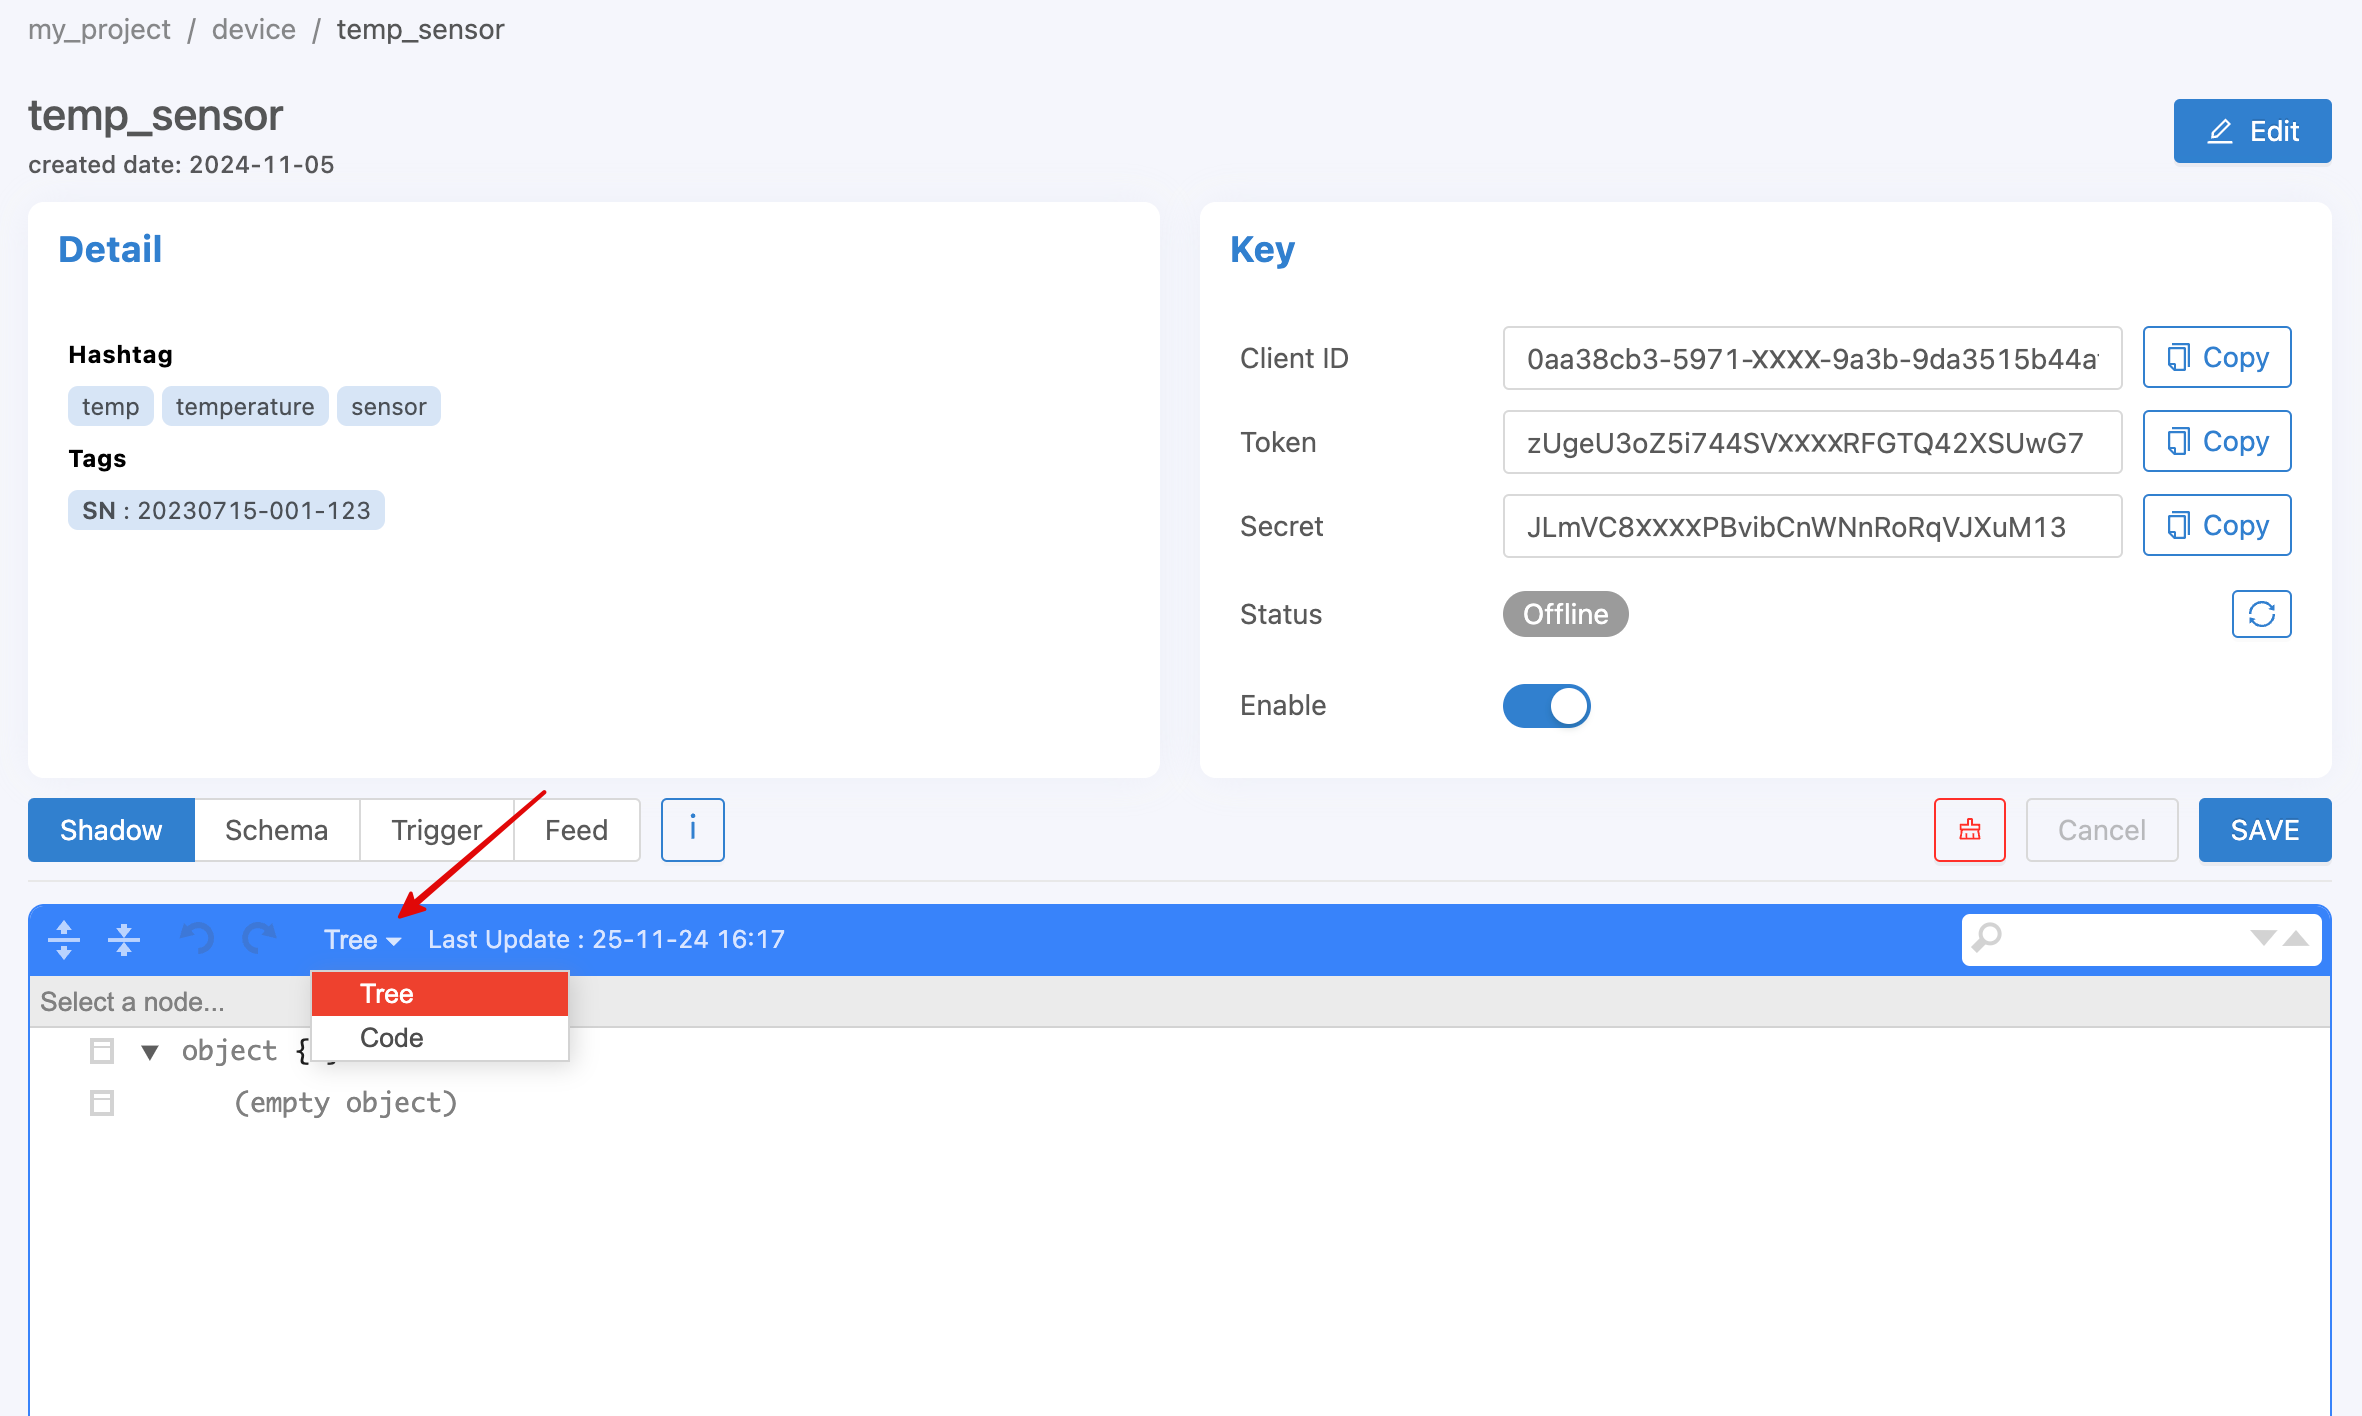 my_project / device / temp_sensor
temp_sensor
created date: 2024-11-05
Edit
Detail
Hashtag
temp temperature sensor
Tags
SN : 20230715-001-123
Key
Client ID 0aa38cb3-5971-XXXX-9a3b-9da3515b44a Copy
Token zUgeU3oZ5i744SVXXXXRFGTQ42XSUwG7 Copy
Secret JLmVC8XXXXPBvibCnWNnRoRqVJXuM13 Copy
Status Offline
Enable
Shadow Schema Trigger Feed i Cancel SAVE
Tree Last Update : 25-11-24 16:17
Tree
Code
Select a node...
object {
(empty object)